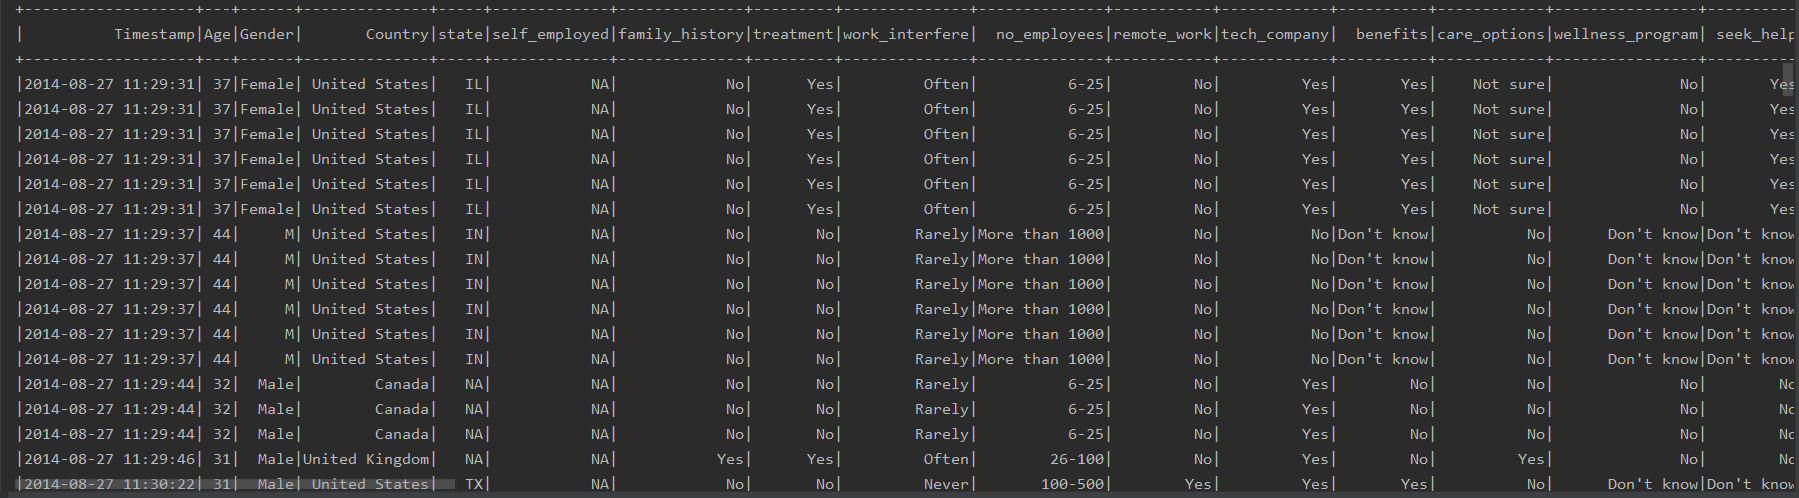 +-------------------+---+------+--------------+-----+-------------+--------------+---------+--------------+--------------+-----------+------------+----------+------------+----------------+---------
|          Timestamp|Age|Gender|       Country|state|self_employed|family_history|treatment|work_interfere|  no_employees|remote_work|tech_company|  benefits|care_options|wellness_program| seek_help
+-------------------+---+------+--------------+-----+-------------+--------------+---------+--------------+--------------+-----------+------------+----------+------------+----------------+---------
|2014-08-27 11:29:31| 37|Female| United States|   IL|           NA|            No|      Yes|         Often|          6-25|         No|         Yes|       Yes|    Not sure|              No|      Yes
|2014-08-27 11:29:31| 37|Female| United States|   IL|           NA|            No|      Yes|         Often|          6-25|         No|         Yes|       Yes|    Not sure|              No|      Yes
|2014-08-27 11:29:31| 37|Female| United States|   IL|           NA|            No|      Yes|         Often|          6-25|         No|         Yes|       Yes|    Not sure|              No|      Yes
|2014-08-27 11:29:31| 37|Female| United States|   IL|           NA|            No|      Yes|         Often|          6-25|         No|         Yes|       Yes|    Not sure|              No|      Yes
|2014-08-27 11:29:31| 37|Female| United States|   IL|           NA|            No|      Yes|         Often|          6-25|         No|         Yes|       Yes|    Not sure|              No|      Yes
|2014-08-27 11:29:31| 37|Female| United States|   IL|           NA|            No|      Yes|         Often|          6-25|         No|         Yes|       Yes|    Not sure|              No|      Yes
|2014-08-27 11:29:37| 44|     M| United States|   IN|           NA|            No|       No|        Rarely|More than 1000|         No|          No|Don't know|          No|      Don't know|Don't know
|2014-08-27 11:29:37| 44|     M| United States|   IN|           NA|            No|       No|        Rarely|More than 1000|         No|          No|Don't know|          No|      Don't know|Don't know
|2014-08-27 11:29:37| 44|     M| United States|   IN|           NA|            No|       No|        Rarely|More than 1000|         No|          No|Don't know|          No|      Don't know|Don't know
|2014-08-27 11:29:37| 44|     M| United States|   IN|           NA|            No|       No|        Rarely|More than 1000|         No|          No|Don't know|          No|      Don't know|Don't know
|2014-08-27 11:29:37| 44|     M| United States|   IN|           NA|            No|       No|        Rarely|More than 1000|         No|          No|Don't know|          No|      Don't know|Don't know
|2014-08-27 11:29:37| 44|     M| United States|   IN|           NA|            No|       No|        Rarely|More than 1000|         No|          No|Don't know|          No|      Don't know|Don't know
|2014-08-27 11:29:44| 32|  Male|        Canada|   NA|           NA|            No|       No|        Rarely|          6-25|         No|         Yes|        No|          No|              No|       No
|2014-08-27 11:29:44| 32|  Male|        Canada|   NA|           NA|            No|       No|        Rarely|          6-25|         No|         Yes|        No|          No|              No|       No
|2014-08-27 11:29:44| 32|  Male|        Canada|   NA|           NA|            No|       No|        Rarely|          6-25|         No|         Yes|        No|          No|              No|       No
|2014-08-27 11:29:46| 31|  Male|United Kingdom|   NA|           NA|           Yes|      Yes|         Often|        26-100|         No|         Yes|        No|         Yes|              No|       No
|2014-08-27 11:30:22| 31|  Male| United States|   TX|           NA|            No|       No|         Never|       100-500|        Yes|         Yes|       Yes|          No|      Don't know|Don't know